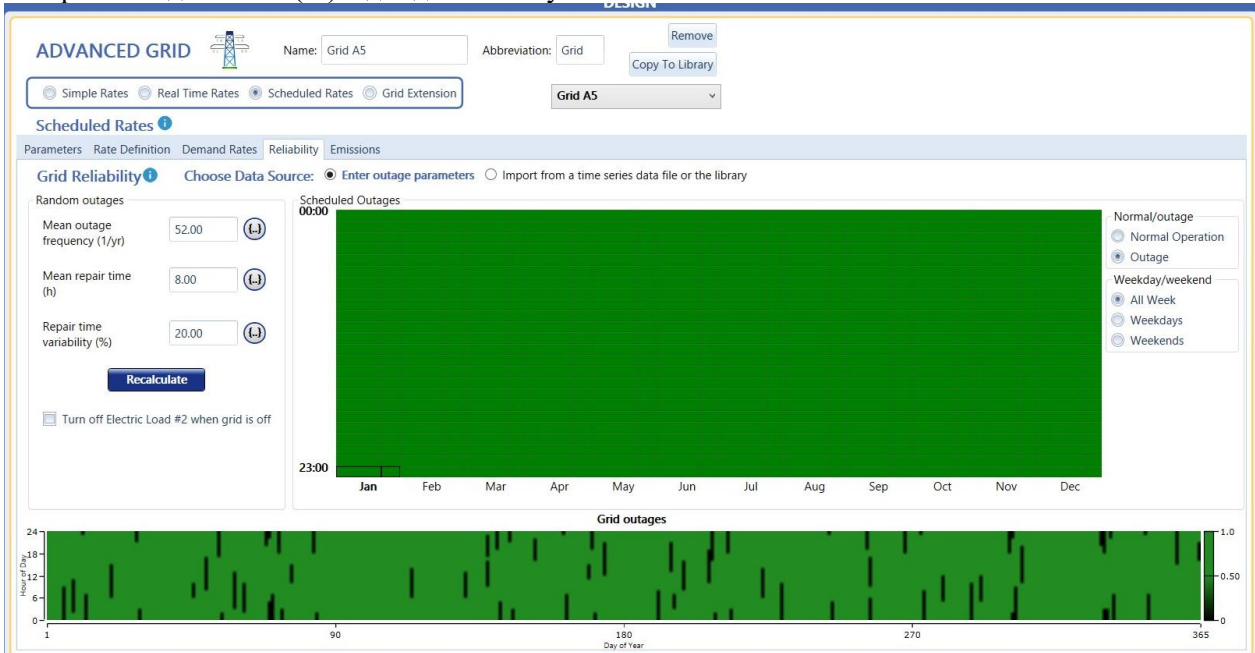 DESIGN
ADVANCED GRID
Name: Grid A5
Abbreviation: Grid
Remove
Copy To Library
Simple Rates Real Time Rates Scheduled Rates Grid Extension
Grid A5
Scheduled Rates
Parameters Rate Definition Demand Rates Reliability Emissions
Grid Reliability Choose Data Source: Enter outage parameters Import from a time series data file or the library
Random outages
Mean outage
frequency (1/yr)
52.00 {..}
Mean repair time
(h)
8.00 {..}
Repair time
variability (%)
20.00 {..}
Recalculate
Turn off Electric Load #2 when grid is off
Scheduled Outages
00:00
23:00
Jan Feb Mar Apr May Jun Jul Aug Sep Oct Nov Dec
Normal/outage
Normal Operation
Outage
Weekday/weekend
All Week
Weekdays
Weekends
Grid outages
Hour of Day
24
18
12
6
0
1 90 180 270 365
Day of Year
1.0
0.50
0